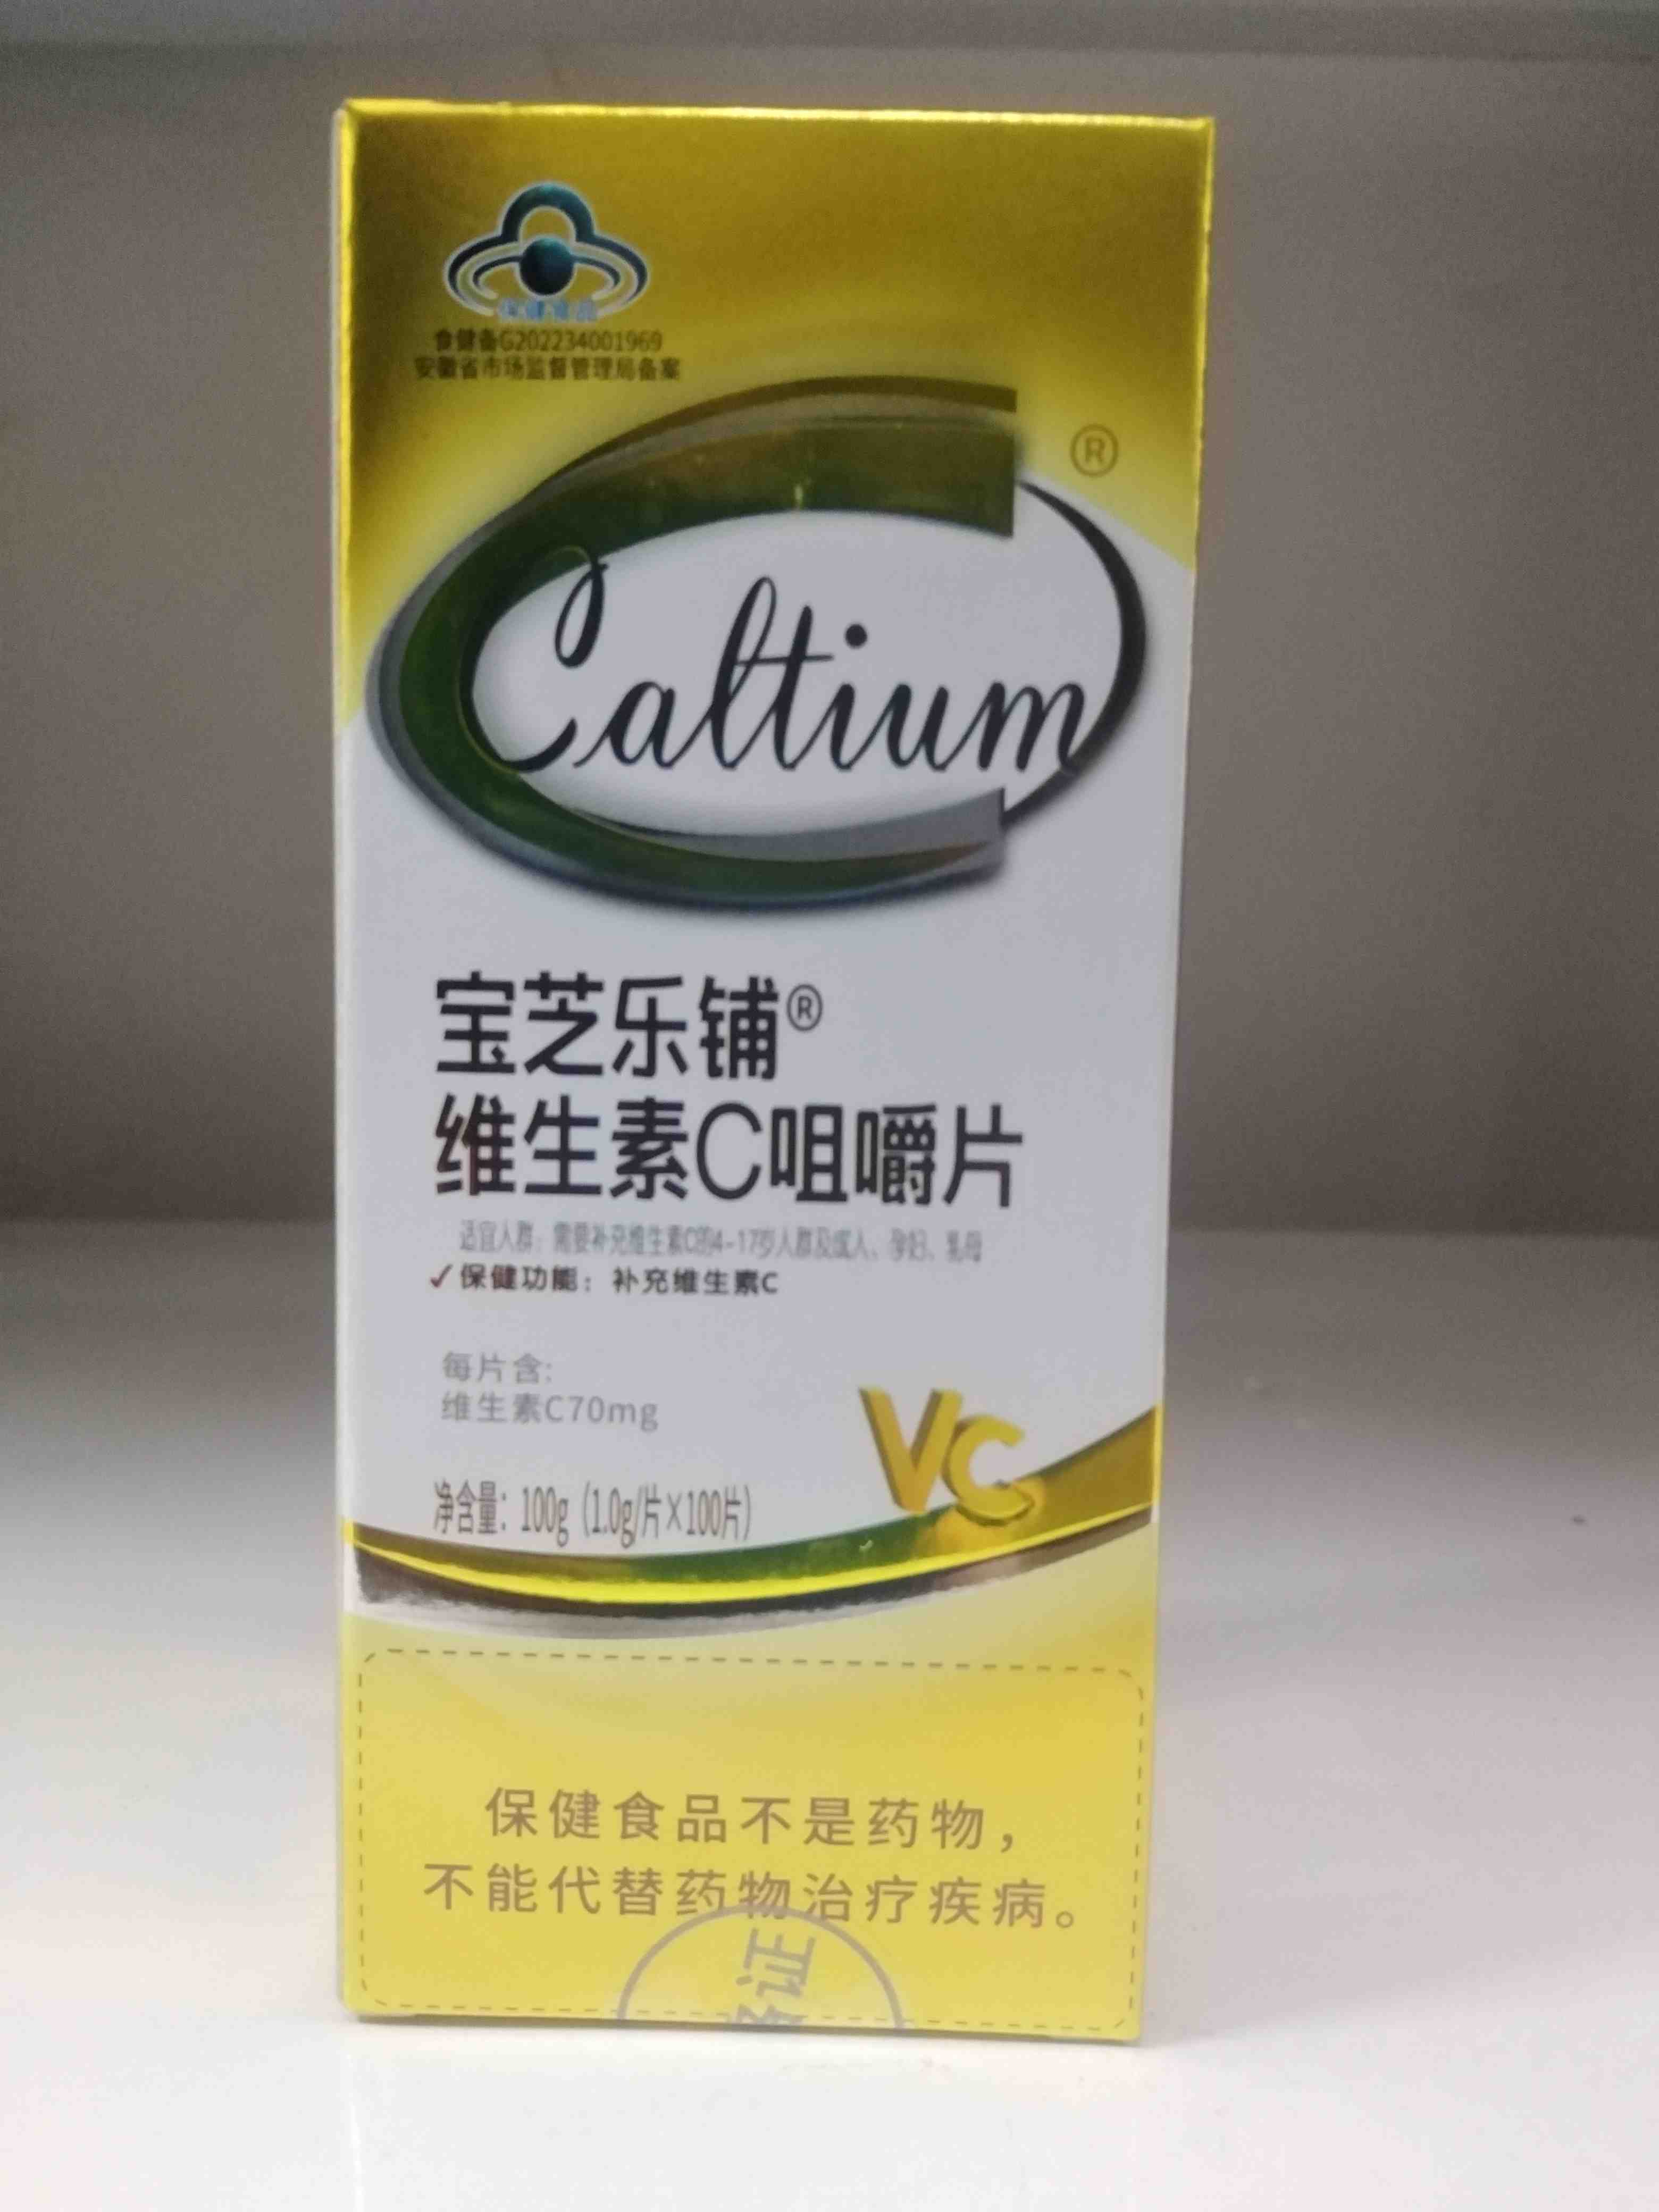 保健食品
食健备G202234001969
安徽省市场监督管理局备案
®
Caltium
宝芝乐铺®
维生素C咀嚼片
适宜人群：需要补充维生素C的4-17岁人群及成人、孕妇、乳母
✓保健功能：补充维生素C
每片含:
维生素C70mg
VC
净含量：100g (1.0g/片×100片)
保健食品不是药物，
不能代替药物治疗疾病。
证